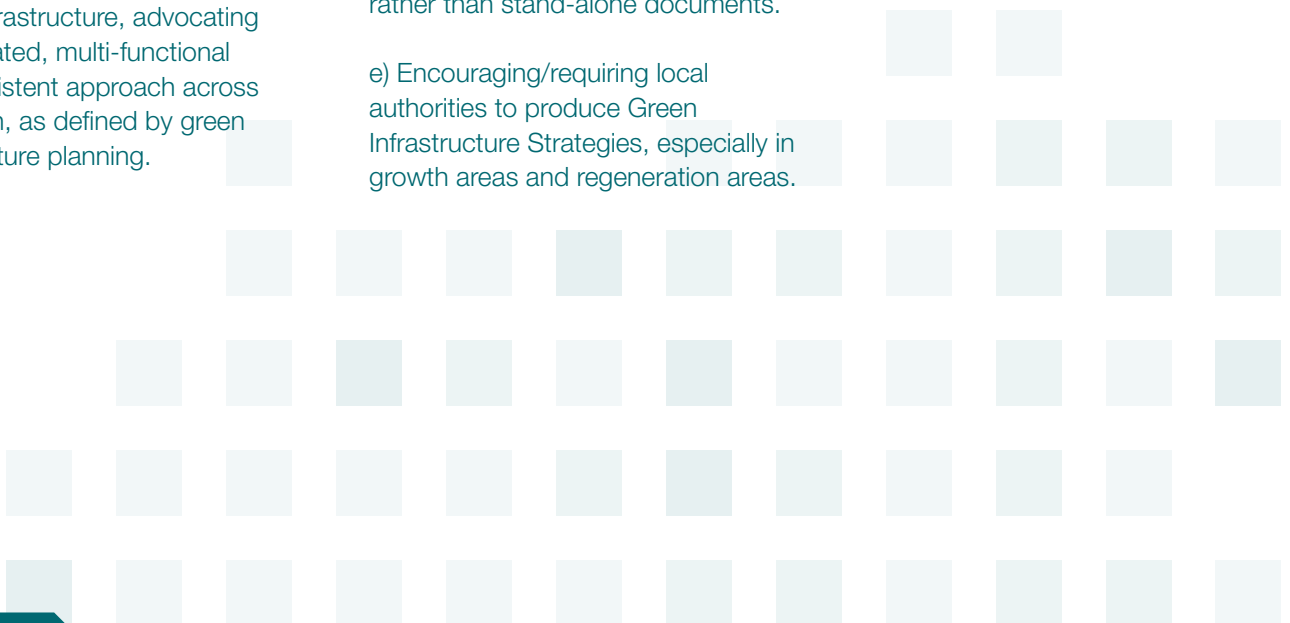 rastructure, advocating
ated, multi-functional
istent approach across
n, as defined by green
ture planning.
rather than stand-alone documents.
e) Encouraging/requiring local
authorities to produce Green
Infrastructure Strategies, especially in
growth areas and regeneration areas.